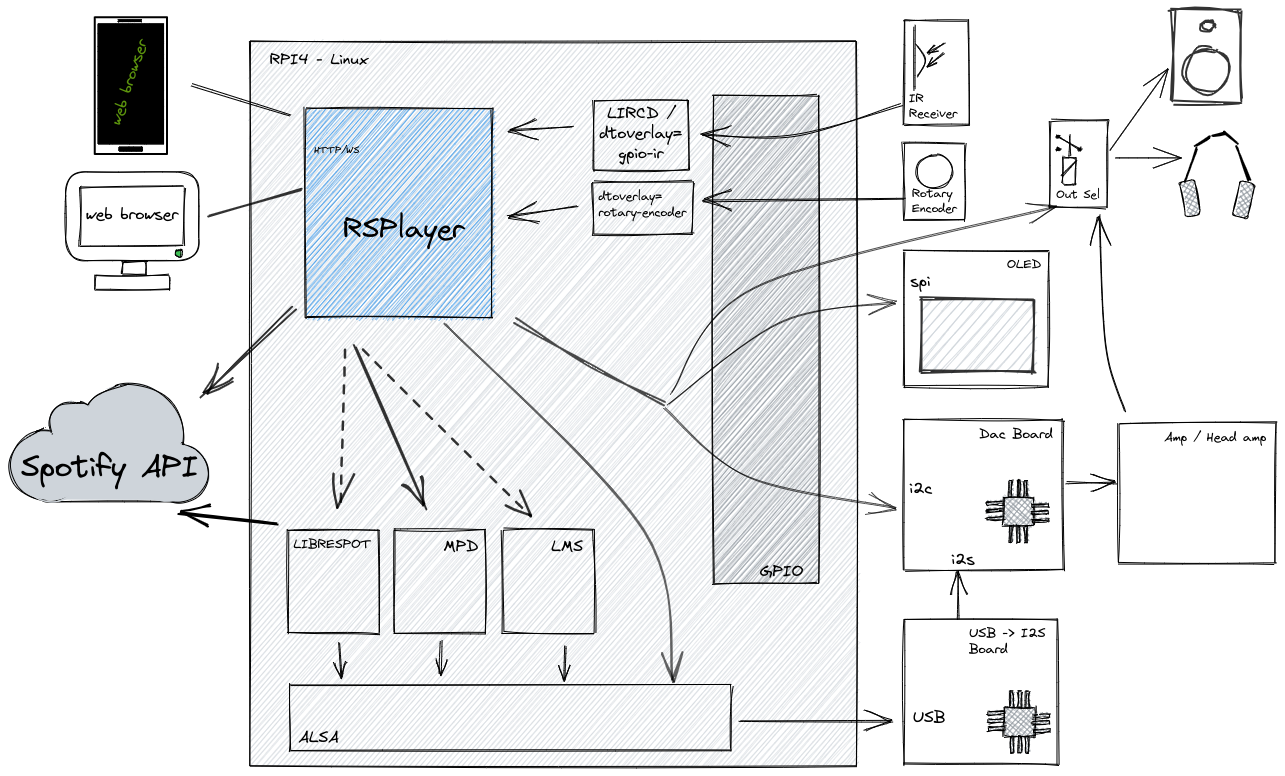 web browser
web browser
RPI4 - Linux
HTTP/WS
RSPlayer
LIRCD /
dtoverlay=
gpio-ir
dtoverlay=
rotary-encoder
GPIO
IR
Receiver
Rotary
Encoder
Out Sel
OLED
spi
Spotify API
LIBRESPOT
MPD
LMS
ALSA
Dac Board
i2c
i2s
Amp / Head amp
USB -> I2S
Board
USB